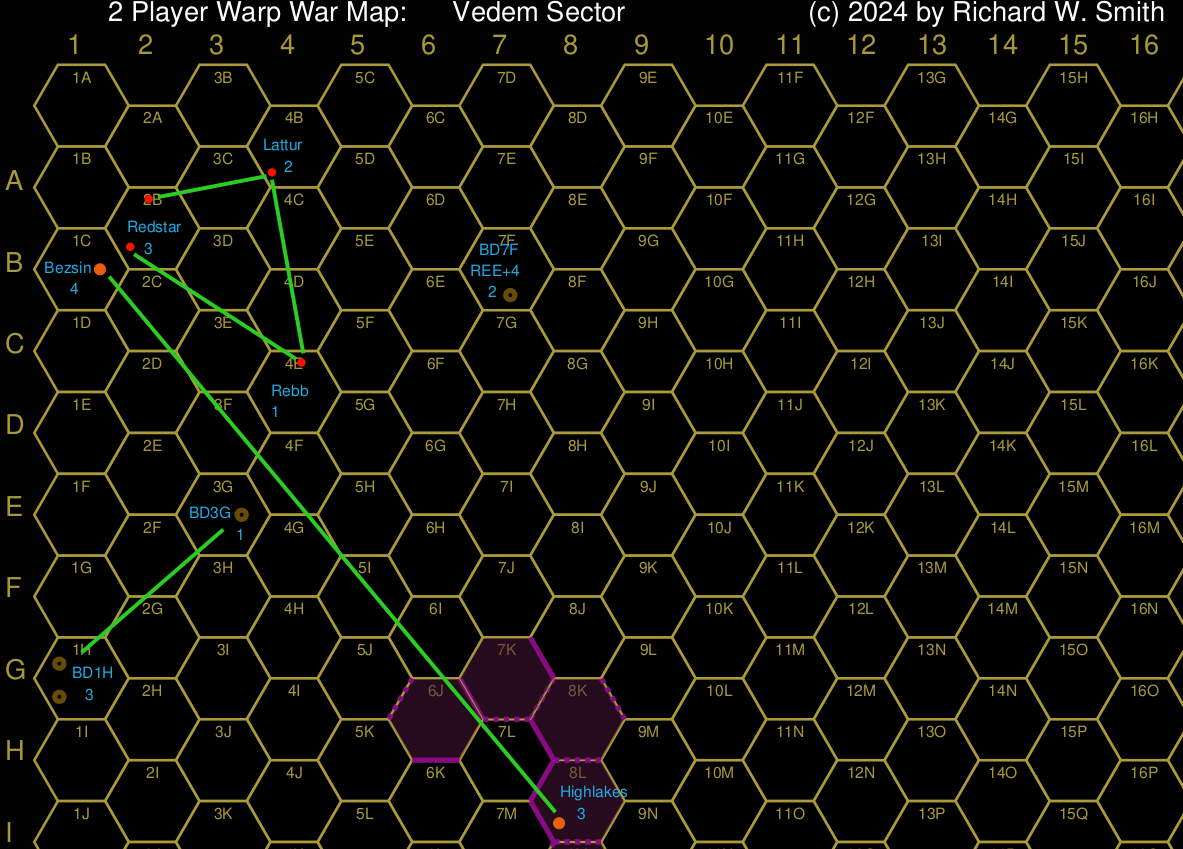 2 Player Warp War Map: Vedem Sector (c) 2024 by Richard W. Smith
1 2 3 4 5 6 7 8 9 10 11 12 13 14 15 16
1A 3B 5C 7D 9E 11F 13G 15H
2A 4B 6C 8D 10E 12F 14G 16H
Lattur
1B 3C 5D 7E 9F 11G 13H 15I
2
A
2B 4C 6D 8E 10F 12G 14H 16I
Redstar
1C 3D 5E 7F 9G 11H 13I 15J
3 BD7F
B
Bezsin REE+4
2C 4D 6E 8F 10G 12H 14I 16J
4 2
1D 3E 5F 7G 9H 11I 13J 15K
C
2D 4E 6F 8G 10H 12I 14J 16K
Rebb
1E 3F 5G 7H 9I 11J 13K 15L
1
D
2E 4F 6G 8H 10I 12J 14K 16L
1F 3G 5H 7I 9J 11K 13L 15M
E
BD3G
2F 4G 6H 8I 10J 12K 14L 16M
1
1G 3H 5I 7J 9K 11L 13M 15N
F
2G 4H 6I 8J 10K 12L 14M 16N
1H 3I 5J 7K 9L 11M 13N 15O
G
BD1H
2H 4I 6J 8K 10L 12M 14N 16O
3
1I 3J 5K 7L 9M 11N 13O 15P
H
2I 4J 6K 8L 10M 12N 14O 16P
Highlakes
1J 3K 5L 7M 9N 11O 13P 15Q
3
I